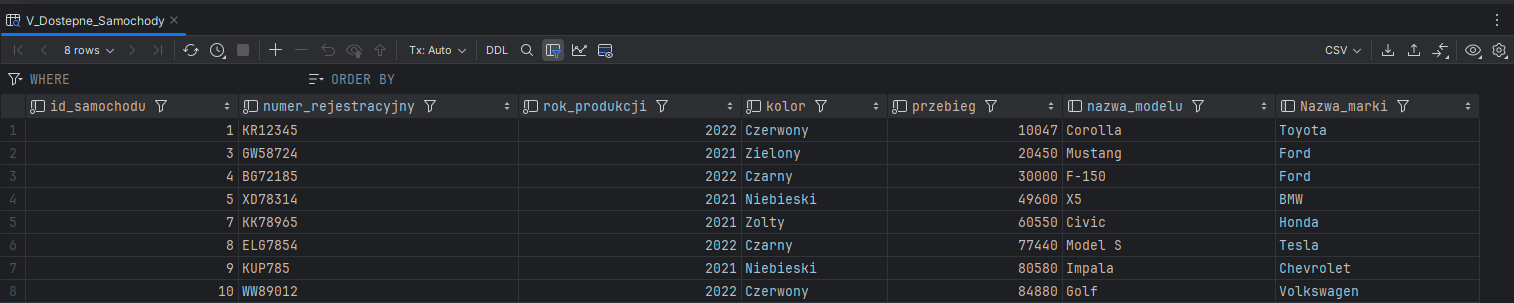 V_Dostepne_Samochody
8 rows Tx: Auto DDL CSV
WHERE ORDER BY
id_samochodu numer_rejestracyjny rok_produkcji kolor przebieg nazwa_modelu Nazwa_marki
1 1 KR12345 2022 Czerwony 10047 Corolla Toyota
2 3 GW58724 2021 Zielony 20450 Mustang Ford
3 4 BG72185 2022 Czarny 30000 F-150 Ford
4 5 XD78314 2021 Niebieski 49600 X5 BMW
5 7 KK78965 2021 Zolty 60550 Civic Honda
6 8 ELG7854 2022 Czarny 77440 Model S Tesla
7 9 KUP785 2021 Niebieski 80580 Impala Chevrolet
8 10 WW89012 2022 Czerwony 84880 Golf Volkswagen